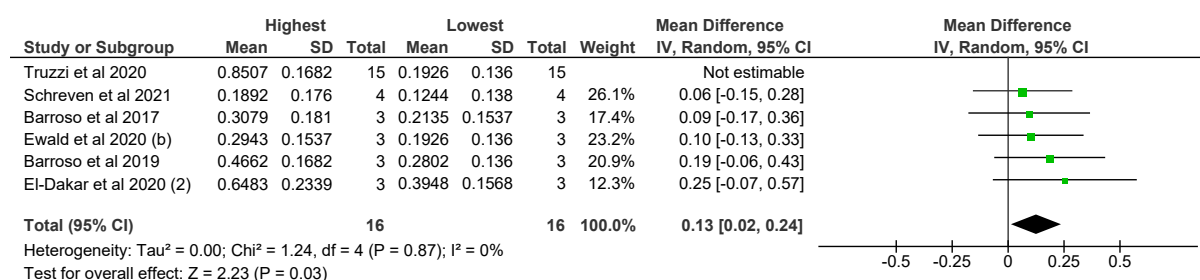 Highest Lowest Mean Difference Mean Difference
Study or Subgroup Mean SD Total Mean SD Total Weight IV, Random, 95% CI IV, Random, 95% CI
Truzzi et al 2020 0.8507 0.1682 15 0.1926 0.136 15 Not estimable
Schreven et al 2021 0.1892 0.176 4 0.1244 0.138 4 26.1% 0.06 [-0.15, 0.28]
Barroso et al 2017 0.3079 0.181 3 0.2135 0.1537 3 17.4% 0.09 [-0.17, 0.36]
Ewald et al 2020 (b) 0.2943 0.1537 3 0.1926 0.136 3 23.2% 0.10 [-0.13, 0.33]
Barroso et al 2019 0.4662 0.1682 3 0.2802 0.136 3 20.9% 0.19 [-0.06, 0.43]
El-Dakar et al 2020 (2) 0.6483 0.2339 3 0.3948 0.1568 3 12.3% 0.25 [-0.07, 0.57]
Total (95% CI) 16 16 100.0% 0.13 [0.02, 0.24]
Heterogeneity: Tau² = 0.00; Chi² = 1.24, df = 4 (P = 0.87); I² = 0%
Test for overall effect: Z = 2.23 (P = 0.03)
-0.5 -0.25 0 0.25 0.5